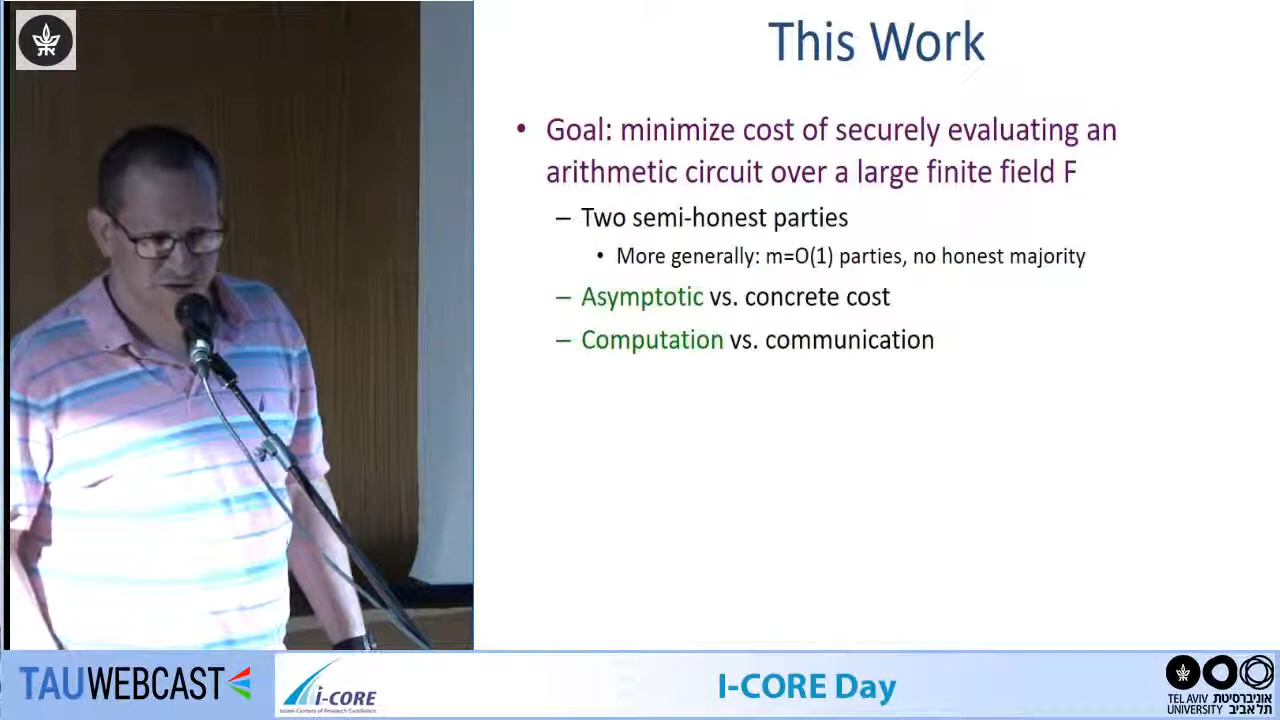 This Work
• Goal: minimize cost of securely evaluating an
arithmetic circuit over a large finite field F
– Two semi-honest parties
• More generally: m=O(1) parties, no honest majority
– Asymptotic vs. concrete cost
– Computation vs. communication
TAUWEBCAST
i-CORE
Israeli Centers of Research Excellence
I-CORE Day
TEL AVIV אוניברסיטת
UNIVERSITY תל אביב